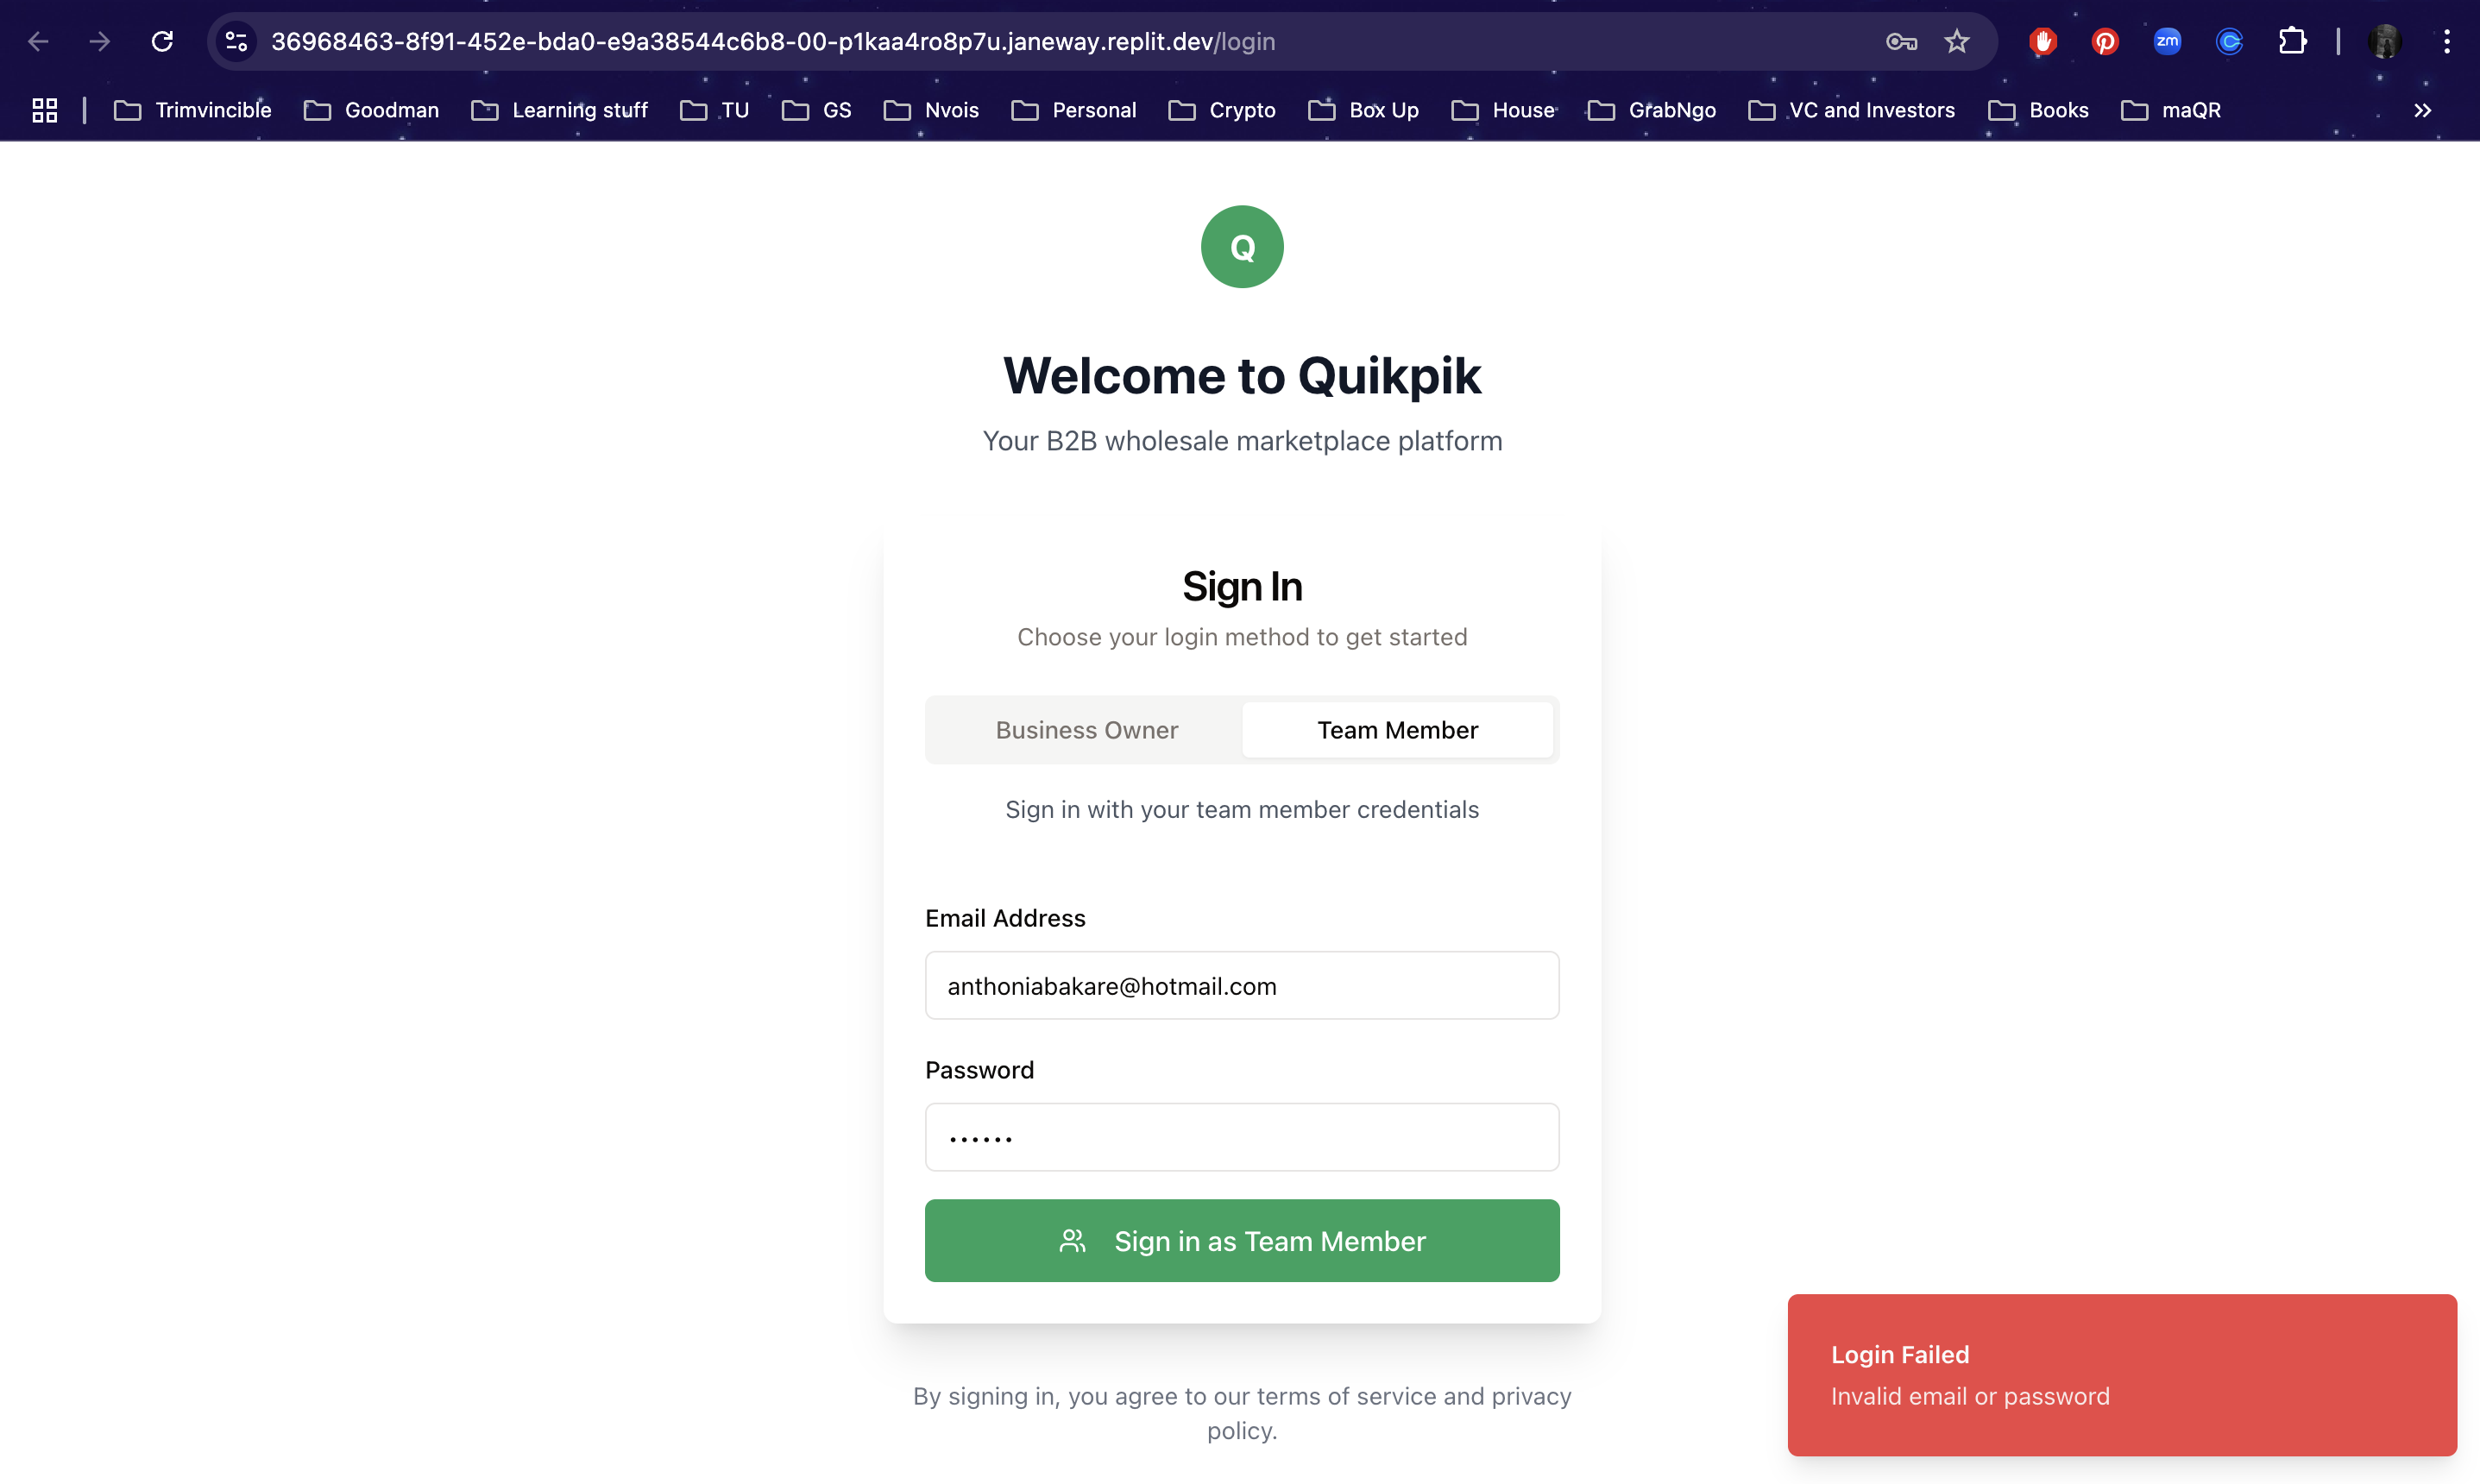 36968463-8f91-452e-bda0-e9a38544c6b8-00-p1kaa4ro8p7u.janeway.replit.dev/login
zm
Trimvincible Goodman Learning stuff TU GS Nvois Personal Crypto Box Up House GrabNgo VC and Investors Books maQR
Q
Welcome to Quikpik
Your B2B wholesale marketplace platform
Sign In
Choose your login method to get started
Business Owner Team Member
Sign in with your team member credentials
Email Address
anthoniabakare@hotmail.com
Password
Sign in as Team Member
By signing in, you agree to our terms of service and privacy
policy.
Login Failed
Invalid email or password